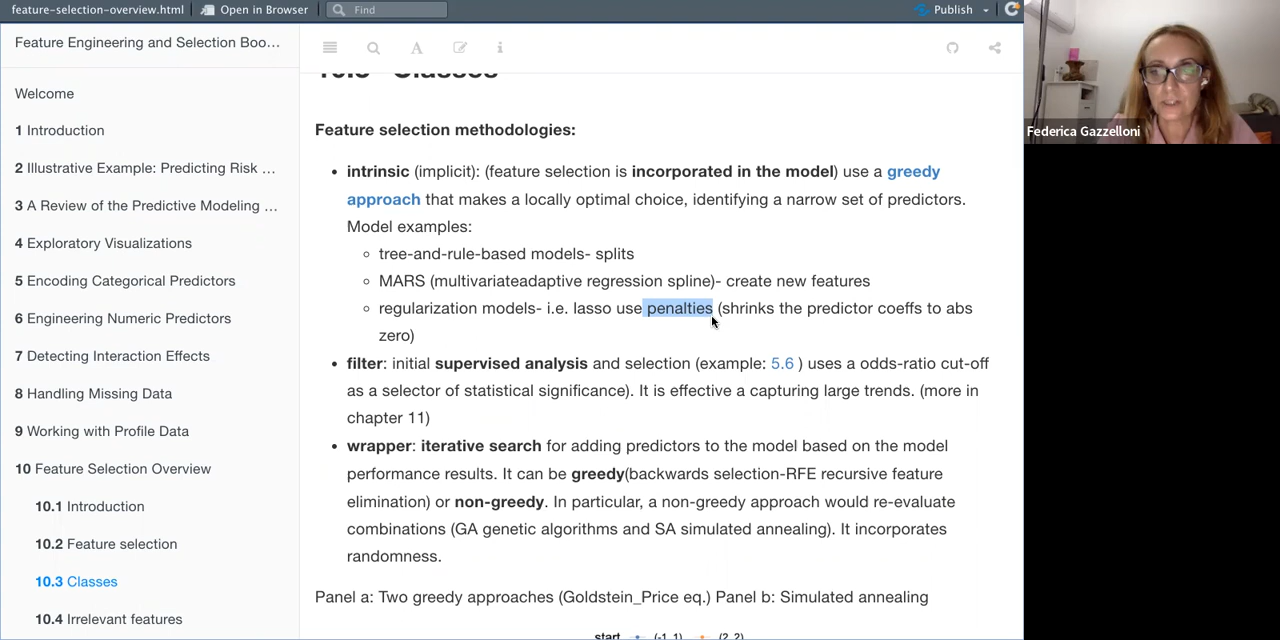 feature-selection-overview.html
Open in Browser
Find
Publish
Feature Engineering and Selection Boo…
Welcome
1 Introduction
2 Illustrative Example: Predicting Risk …
3 A Review of the Predictive Modeling …
4 Exploratory Visualizations
5 Encoding Categorical Predictors
6 Engineering Numeric Predictors
7 Detecting Interaction Effects
8 Handling Missing Data
9 Working with Profile Data
10 Feature Selection Overview
10.1 Introduction
10.2 Feature selection
10.3 Classes
10.4 Irrelevant features
10.3 Classes
Feature selection methodologies:
• intrinsic (implicit): (feature selection is incorporated in the model) use a greedy
approach that makes a locally optimal choice, identifying a narrow set of predictors.
Model examples:
◦ tree-and-rule-based models- splits
◦ MARS (multivariateadaptive regression spline)- create new features
◦ regularization models- i.e. lasso use penalties (shrinks the predictor coeffs to abs
zero)
• filter: initial supervised analysis and selection (example: 5.6 ) uses a odds-ratio cut-off
as a selector of statistical significance). It is effective a capturing large trends. (more in
chapter 11)
• wrapper: iterative search for adding predictors to the model based on the model
performance results. It can be greedy(backwards selection-RFE recursive feature
elimination) or non-greedy. In particular, a non-greedy approach would re-evaluate
combinations (GA genetic algorithms and SA simulated annealing). It incorporates
randomness.
Panel a: Two greedy approaches (Goldstein_Price eq.) Panel b: Simulated annealing
start (-1, 1) (2, 2)
Federica Gazzelloni